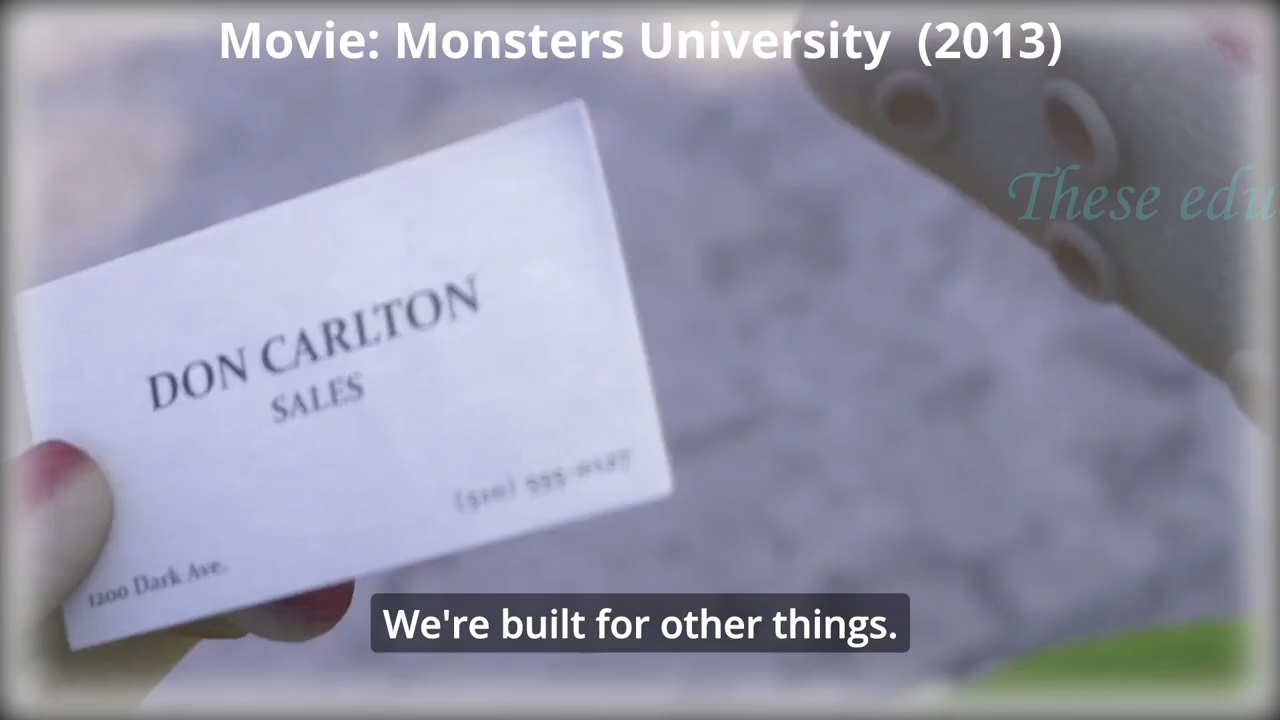 Movie: Monsters University (2013)
These edu
DON CARLTON
SALES
1200 Dark Ave.
We're built for other things.